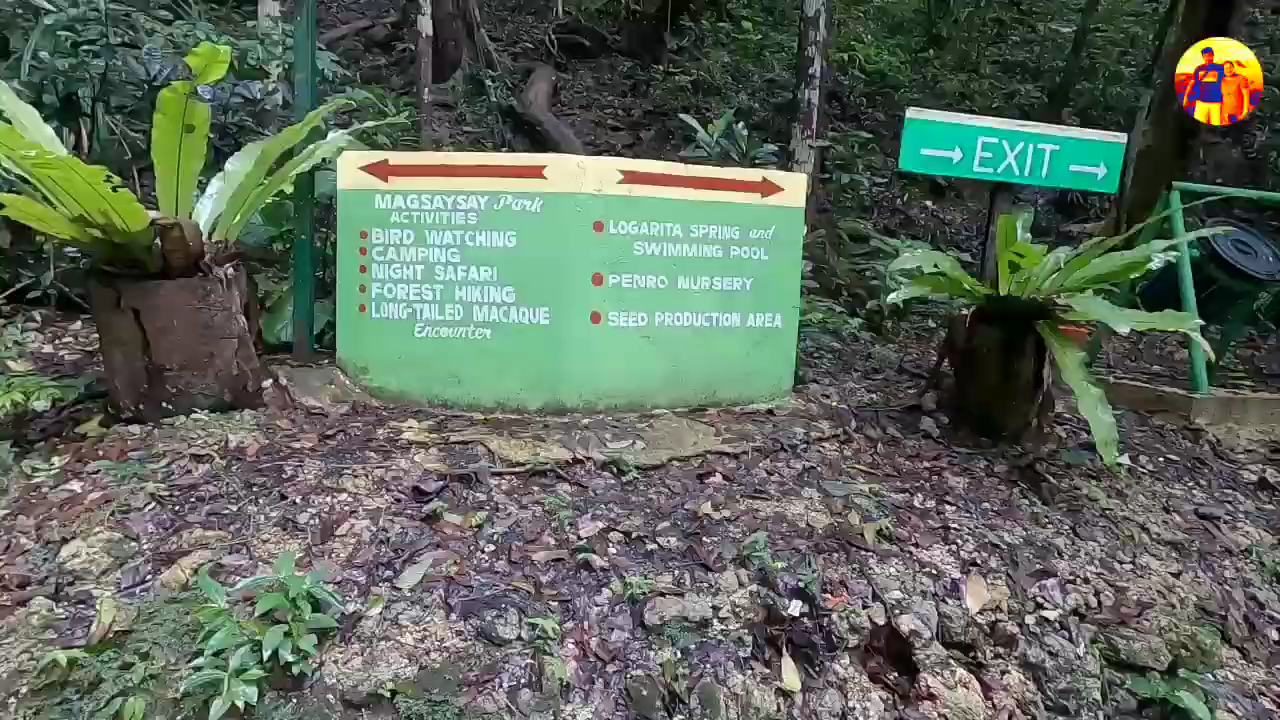 MAGSAYSAY Park
ACTIVITIES
BIRD WATCHING
CAMPING
NIGHT SAFARI
FOREST HIKING
LONG-TAILED MACAQUE
Encounter
LOGARITA SPRING and
SWIMMING POOL
PENRO NURSERY
SEED PRODUCTION AREA
EXIT